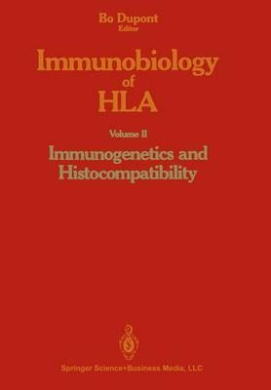 Bo Dupont
Editor
Immunobiology
of
HLA
Volume II
Immunogenetics and
Histocompatibility
Springer Science+Business Media, LLC